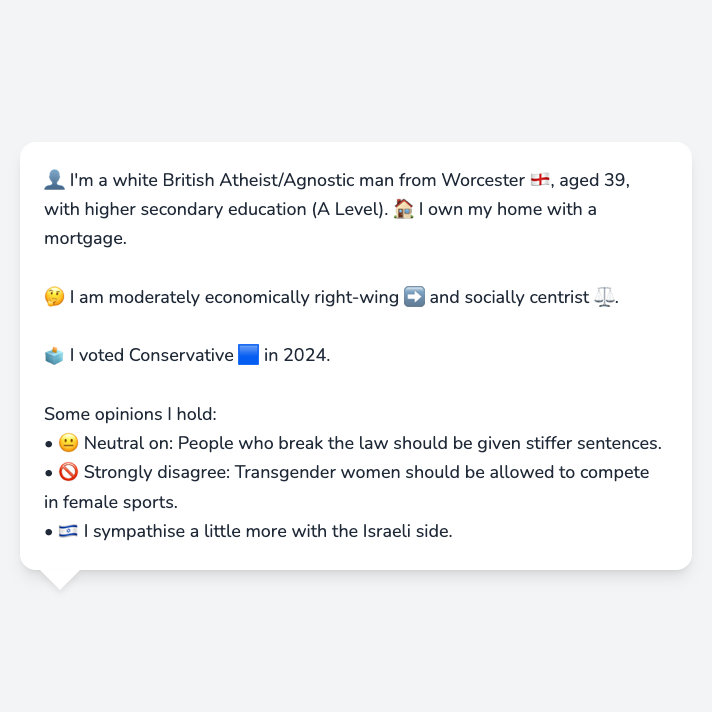 👤 I'm a white British Atheist/Agnostic man from Worcester 🏴󠁧󠁢󠁥󠁮󠁧󠁿, aged 39,
with higher secondary education (A Level). 🏠 I own my home with a
mortgage.
🤔 I am moderately economically right-wing ➡️ and socially centrist ⚖️.
🗳️ I voted Conservative 🟦 in 2024.
Some opinions I hold:
• 😐 Neutral on: People who break the law should be given stiffer sentences.
• 🚫 Strongly disagree: Transgender women should be allowed to compete
in female sports.
• 🇮🇱 I sympathise a little more with the Israeli side.